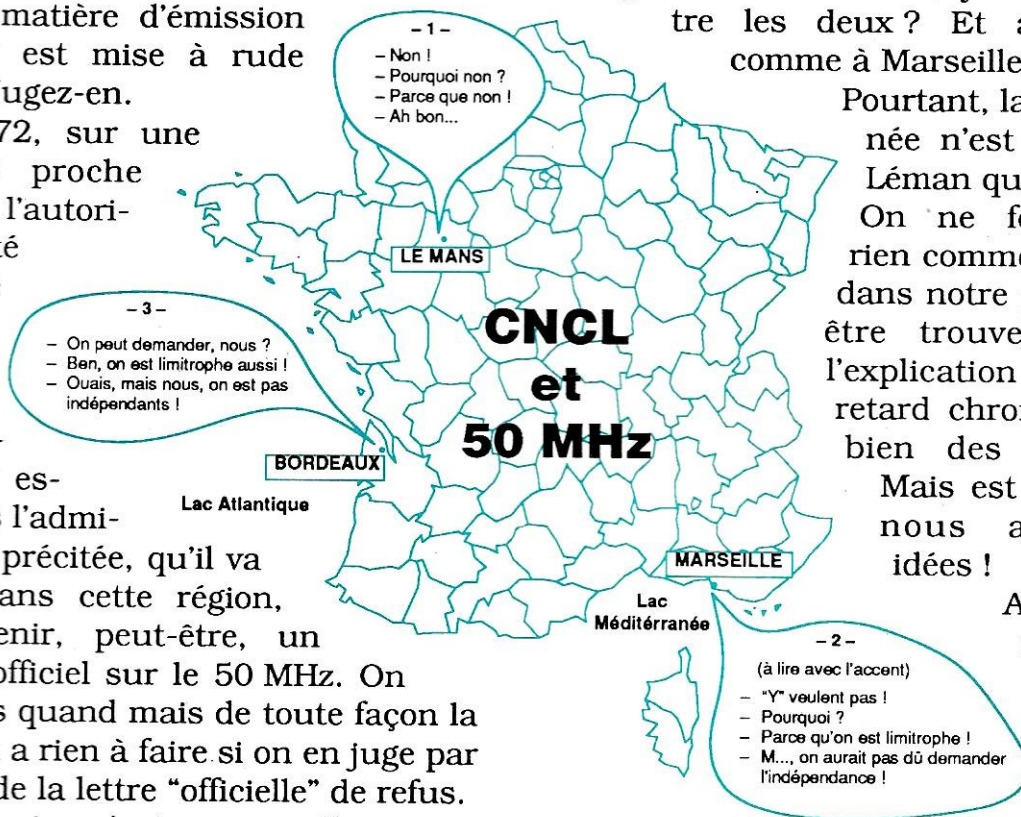 matière d'émission
est mise à rude
ugez-en.
72, sur une
proche
l'autori-
té
es-
l'admi-
précitée, qu'il va
ans cette région,
enir, peut-être, un
officiel sur le 50 MHz. On
s quand mais de toute façon la
a rien à faire si on en juge par
de la lettre "officielle" de refus.
– 1 –
– Non !
– Pourquoi non ?
– Parce que non !
– Ah bon...
LE MANS
– 3 –
– On peut demander, nous ?
– Ben, on est limitrophe aussi !
– Ouais, mais nous, on est pas
indépendants !
BORDEAUX
Lac Atlantique
CNCL
et
50 MHz
MARSEILLE
Lac
Méditérranée
– 2 –
(à lire avec l'accent)
– "Y" veulent pas !
– Pourquoi ?
– Parce qu'on est limitrophe !
– M..., on aurait pas dû demander
l'indépendance !
tre les deux ? Et a
comme à Marseille
Pourtant, la
née n'est
Léman qu
On ne fe
rien comme
dans notre
être trouve
l'explication
retard chro
bien des
Mais est
nous a
idées !
A